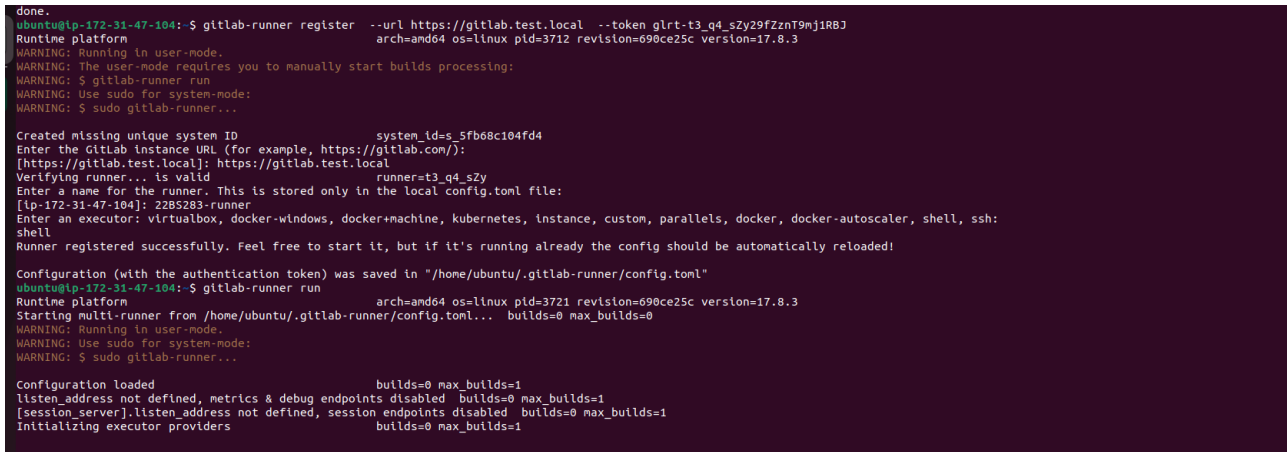 done.
ubuntu@ip-172-31-47-104:~$ gitlab-runner register  --url https://gitlab.test.local  --token glrt-t3_q4_sZy29fZznT9mj1RBJ
Runtime platform                                    arch=amd64 os=linux pid=3712 revision=690ce25c version=17.8.3
WARNING: Running in user-mode.
WARNING: The user-mode requires you to manually start builds processing:
WARNING: $ gitlab-runner run
WARNING: Use sudo for system-mode:
WARNING: $ sudo gitlab-runner...
Created missing unique system ID                    system_id=s_5fb68c104fd4
Enter the GitLab instance URL (for example, https://gitlab.com/):
[https://gitlab.test.local]: https://gitlab.test.local
Verifying runner... is valid                        runner=t3_q4_sZy
Enter a name for the runner. This is stored only in the local config.toml file:
[ip-172-31-47-104]: 22BS283-runner
Enter an executor: virtualbox, docker-windows, docker+machine, kubernetes, instance, custom, parallels, docker, docker-autoscaler, shell, ssh:
shell
Runner registered successfully. Feel free to start it, but if it's running already the config should be automatically reloaded!
Configuration (with the authentication token) was saved in "/home/ubuntu/.gitlab-runner/config.toml"
ubuntu@ip-172-31-47-104:~$ gitlab-runner run
Runtime platform                                    arch=amd64 os=linux pid=3721 revision=690ce25c version=17.8.3
Starting multi-runner from /home/ubuntu/.gitlab-runner/config.toml...  builds=0 max_builds=0
WARNING: Running in user-mode.
WARNING: Use sudo for system-mode:
WARNING: $ sudo gitlab-runner...
Configuration loaded                                builds=0 max_builds=1
listen_address not defined, metrics & debug endpoints disabled  builds=0 max_builds=1
[session_server].listen_address not defined, session endpoints disabled  builds=0 max_builds=1
Initializing executor providers                     builds=0 max_builds=1